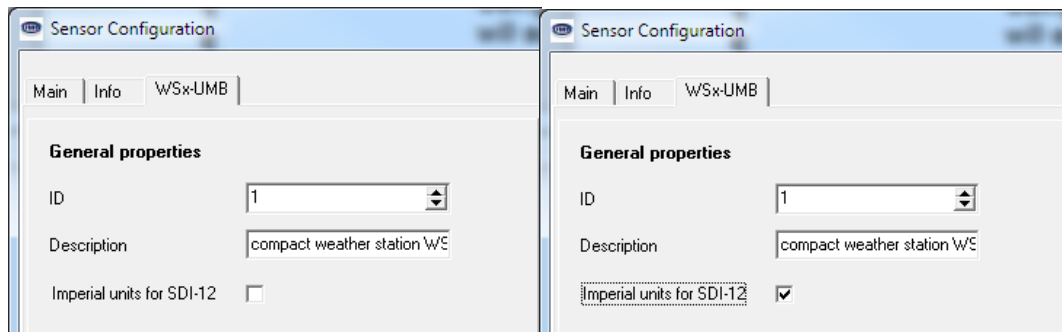 Sensor Configuration
Main Info WSx-UMB
General properties
ID 1
Description compact weather station WS
Imperial units for SDI-12
Sensor Configuration
Main Info WSx-UMB
General properties
ID 1
Description compact weather station WS
Imperial units for SDI-12